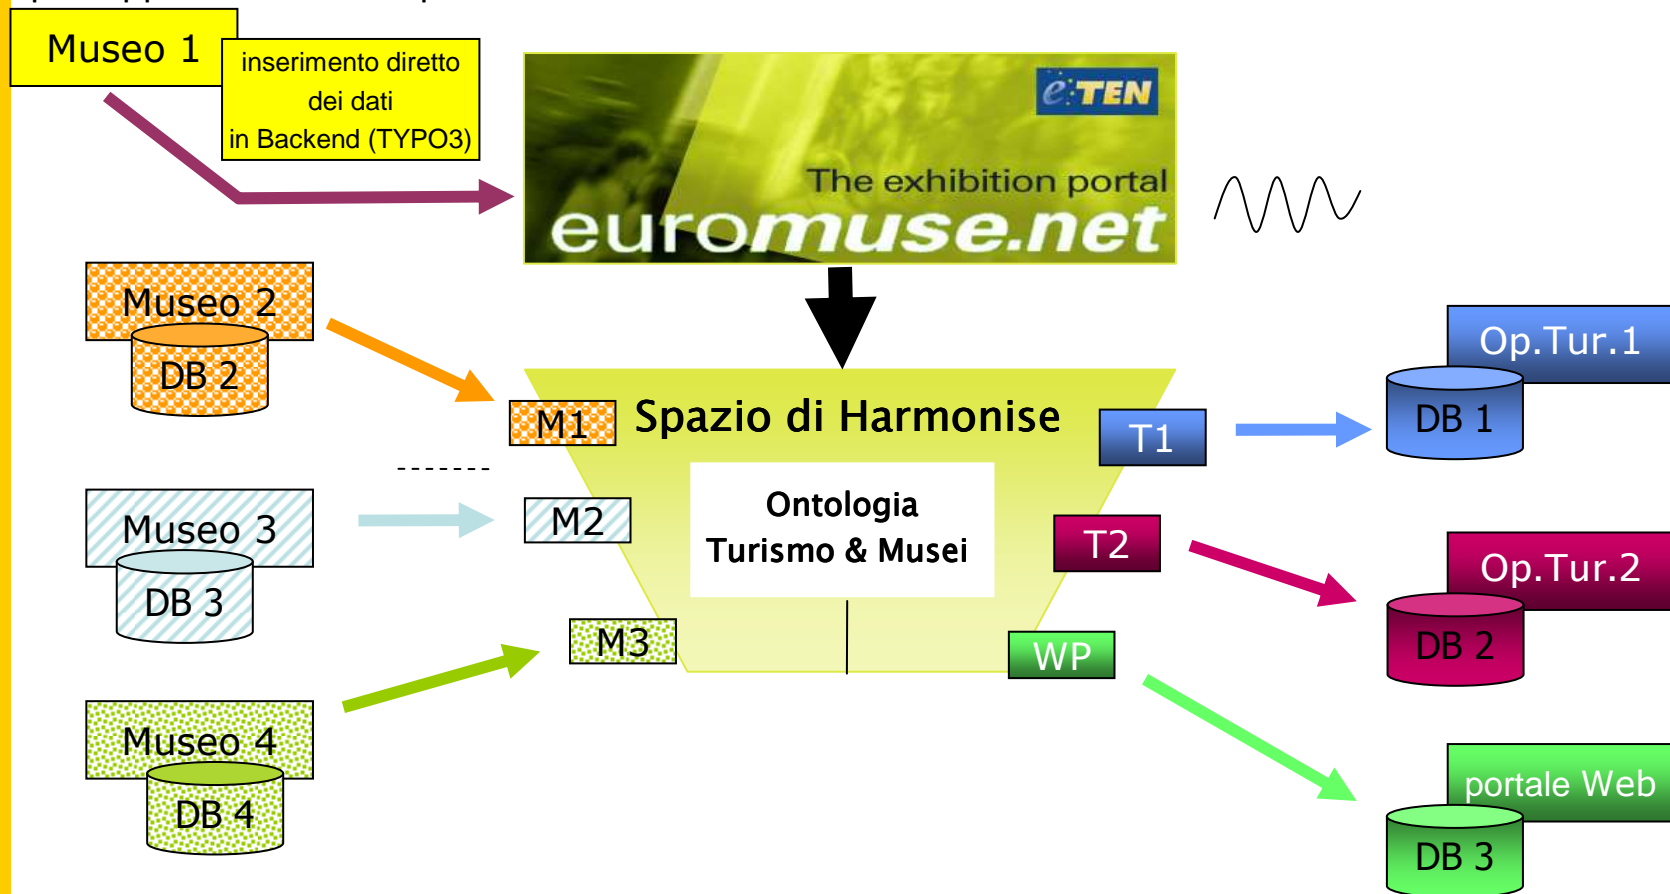 Museo 1
inserimento diretto
dei dati
in Backend (TYPO3)
e.TEN
The exhibition portal
euromuse.net
Museo 2
DB 2
Museo 3
DB 3
Museo 4
DB 4
M1
M2
M3
Spazio di Harmonise
Ontologia
Turismo & Musei
T1
T2
WP
Op.Tur.1
DB 1
Op.Tur.2
DB 2
portale Web
DB 3